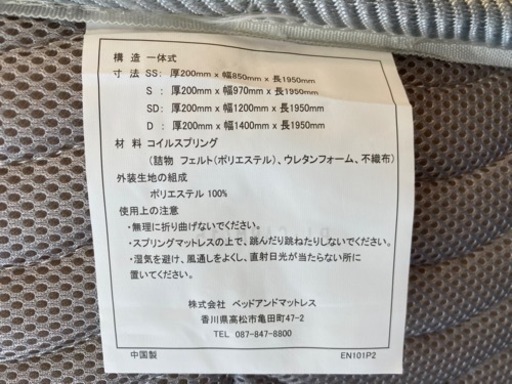 構 造 一体式
寸 法 SS: 厚200mm x 幅850mm x 長1950mm
S : 厚200mm x 幅970mm x 長1950mm
SD: 厚200mm x 幅1200mm x 長1950mm
D : 厚200mm x 幅1400mm x 長1950mm
材 料 コイルスプリング
(詰物 フェルト(ポリエステル)、ウレタンフォーム、不織布)
外装生地の組成
ポリエステル 100%
使用上の注意
・無理に折り曲げないでください。
・スプリングマットレスの上で、跳んだり跳ねたりしないでください。
・湿気を避け、風通しをよくし、直射日光が当たらない所に
置いてください。
株式会社 ベッドアンドマットレス
香川県高松市亀田町47-2
TEL 087-847-8800
中国製 EN101P2